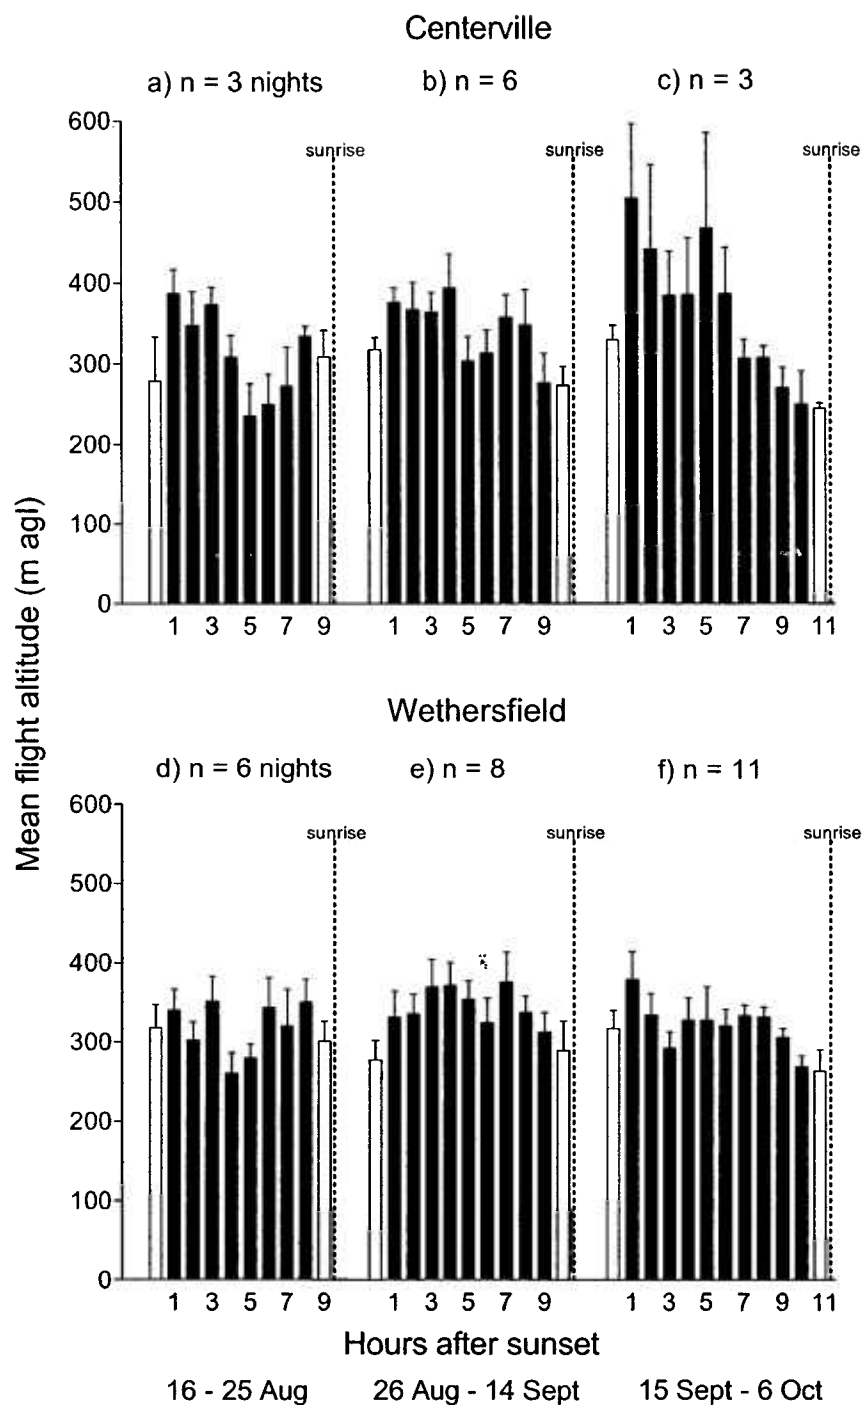 Centerville
a) n = 3 nights b) n = 6 c) n = 3
600
sunrise sunrise sunrise
500
400
300
200
100
0
1 3 5 7 9 1 3 5 7 9 1 3 5 7 9 11
Mean flight altitude (m agl)
Wethersfield
d) n = 6 nights e) n = 8 f) n = 11
600
sunrise sunrise sunrise
500
400
300
200
100
0
1 3 5 7 9 1 3 5 7 9 1 3 5 7 9 11
Hours after sunset
16 - 25 Aug 26 Aug - 14 Sept 15 Sept - 6 Oct